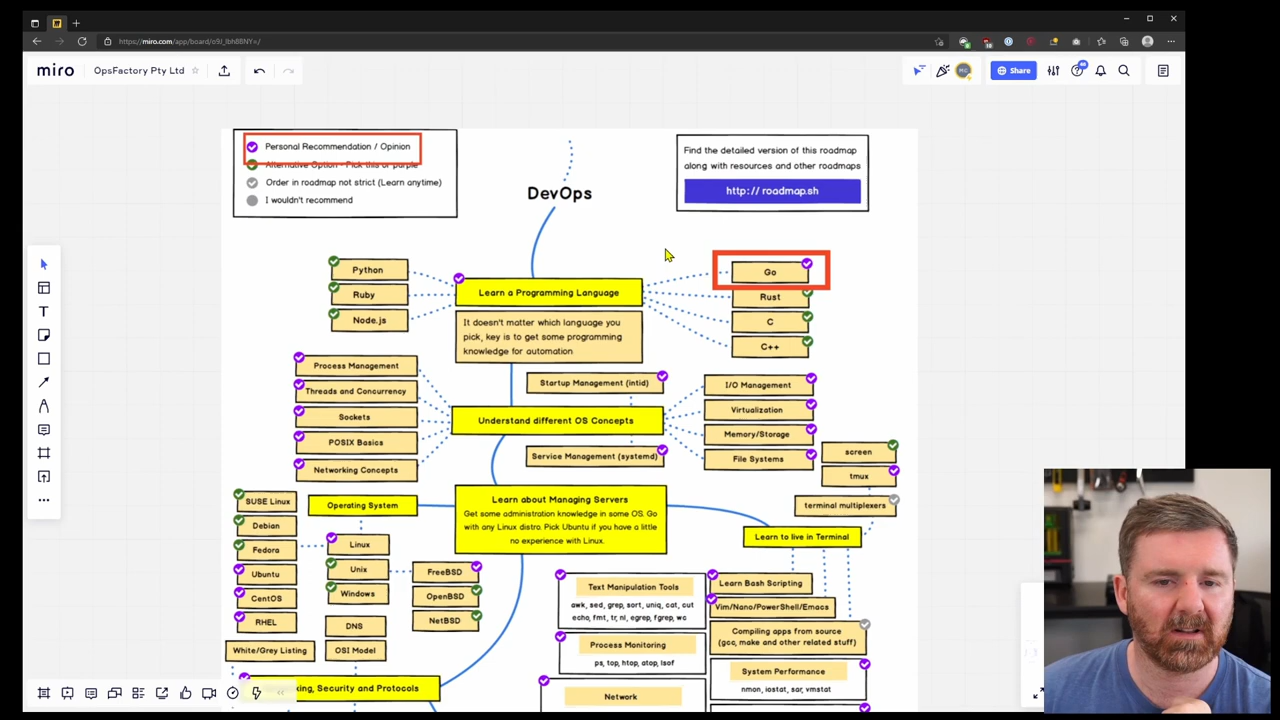 miro
OpsFactory Pty Ltd
Share
Personal Recommendation / Opinion
Alternative Option - Pick this or purple
Order in roadmap not strict (Learn anytime)
I wouldn't recommend
Find the detailed version of this roadmap
along with resources and other roadmaps
http:// roadmap.sh
DevOps
Python
Ruby
Node.js
Learn a Programming Language
It doesn't matter which language you
pick, key is to get some programming
knowledge for automation
Go
Rust
C
C++
Process Management
Threads and Concurrency
Sockets
POSIX Basics
Networking Concepts
Startup Management (intid)
Understand different OS Concepts
Service Management (systemd)
I/O Management
Virtualization
Memory/Storage
File Systems
screen
tmux
terminal multiplexers
Learn to live in Terminal
SUSE Linux
Debian
Fedora
Ubuntu
CentOS
RHEL
Operating System
Linux
Unix
Windows
FreeBSD
OpenBSD
NetBSD
Learn about Managing Servers
Get some administration knowledge in some OS. Go
with any Linux distro. Pick Ubuntu if you have a little
no experience with Linux.
DNS
OSI Model
White/Grey Listing
king, Security and Protocols
Text Manipulation Tools
awk, sed, grep, sort, uniq, cat, cut
echo, fmt, tr, nl, egrep, fgrep, wc
Process Monitoring
ps, top, htop, atop, lsof
Network
Learn Bash Scripting
Vim/Nano/PowerShell/Emacs
Compiling apps from source
(gcc, make and other related stuff)
System Performance
nmon, iostat, sar, vmstat